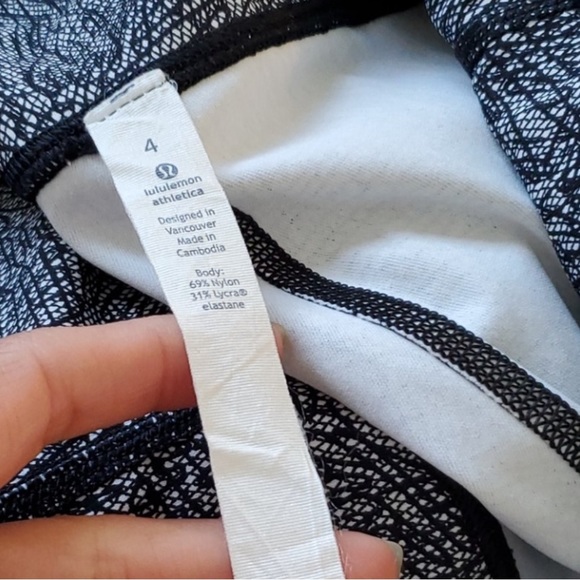 4
lululemon
athletica
Designed in
Vancouver
Made in
Cambodia
Body:
69% Nylon
31% Lycra®
elastane